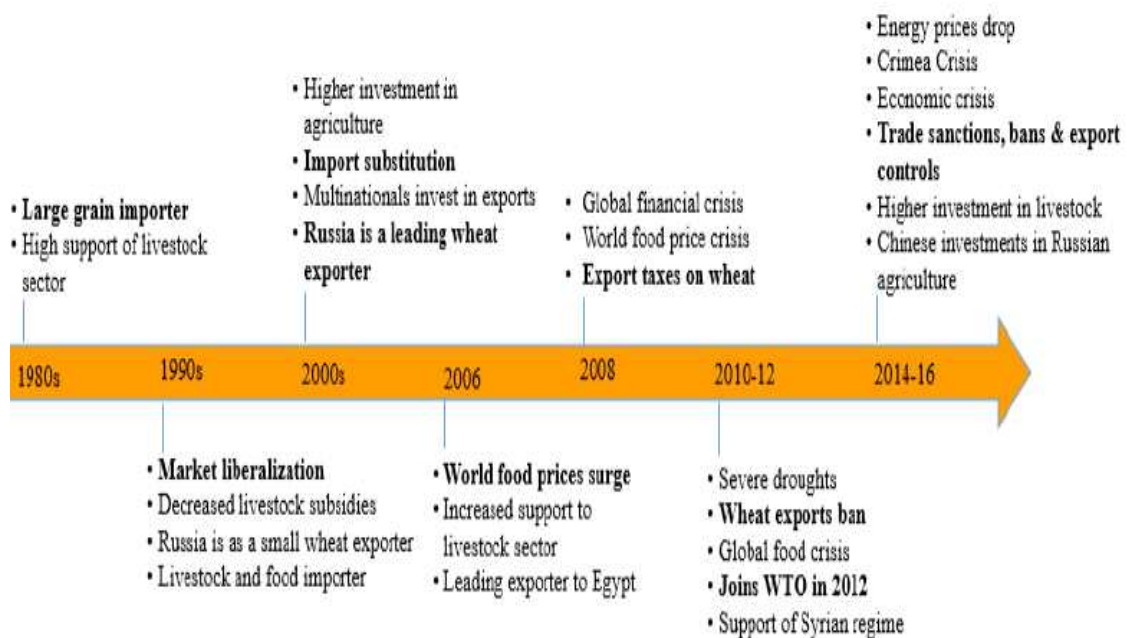 • Large grain importer
• High support of livestock
sector
• Higher investment in
agriculture
• Import substitution
• Multinationals invest in exports
• Russia is a leading wheat
exporter
• Global financial crisis
• World food price crisis
• Export taxes on wheat
• Energy prices drop
• Crimea Crisis
• Economic crisis
• Trade sanctions, bans & export
controls
• Higher investment in livestock
• Chinese investments in Russian
agriculture
1980s
1990s
2000s
2006
2008
2010-12
2014-16
• Market liberalization
• Decreased livestock subsidies
• Russia is as a small wheat exporter
• Livestock and food importer
• World food prices surge
• Increased support to
livestock sector
• Leading exporter to Egypt
• Severe droughts
• Wheat exports ban
• Global food crisis
• Joins WTO in 2012
• Support of Syrian regime